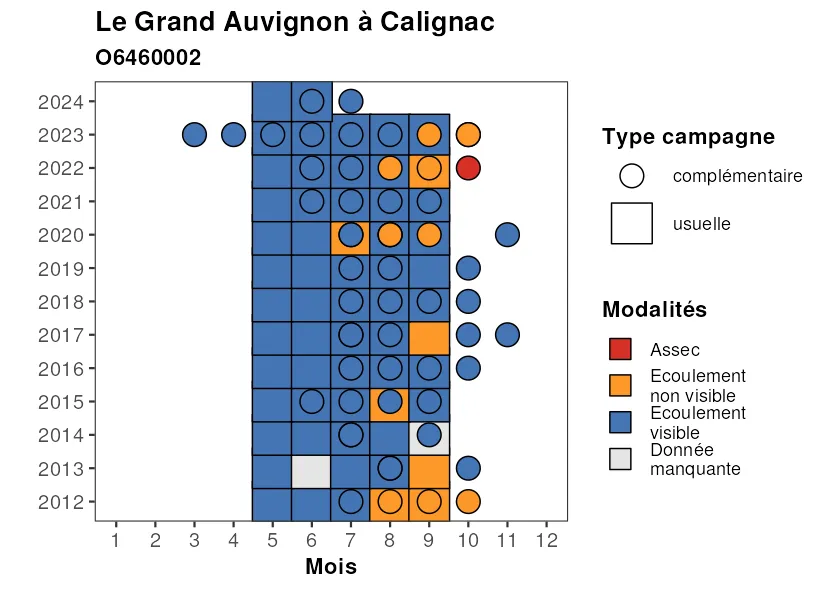 Le Grand Auvignon à Calignac
O6460002
2024
2023
2022
2021
2020
2019
2018
2017
2016
2015
2014
2013
2012
1 2 3 4 5 6 7 8 9 10 11 12
Mois
Type campagne
complémentaire
usuelle
Modalités
Assec
Ecoulement
non visible
Ecoulement
visible
Donnée
manquante